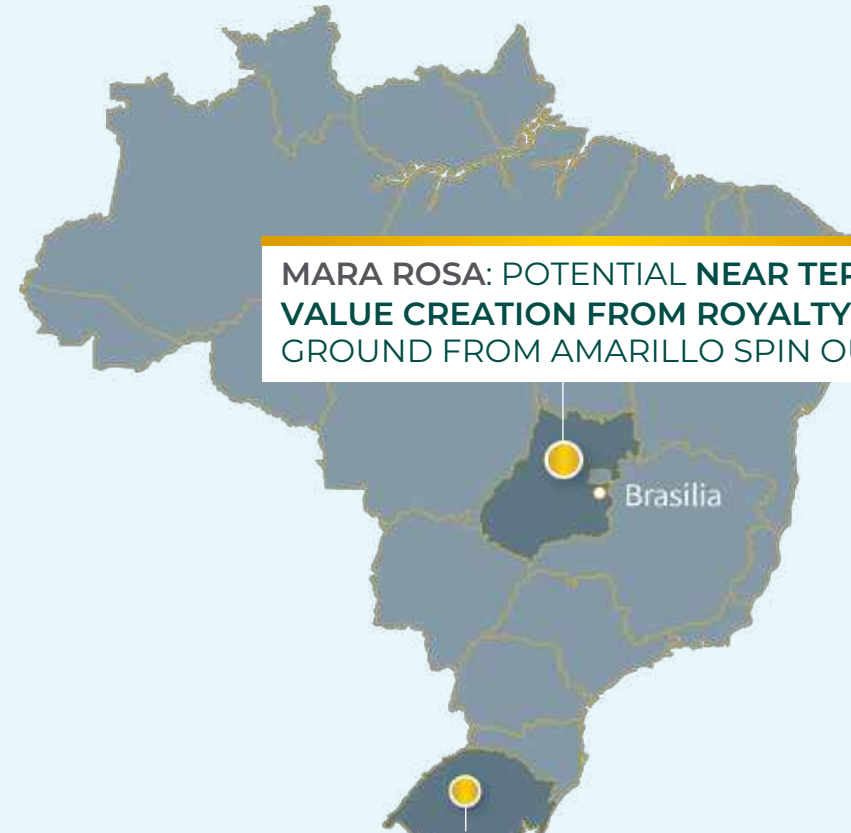 MARA ROSA: POTENTIAL NEAR TER
VALUE CREATION FROM ROYALTY
GROUND FROM AMARILLO SPIN OU
Brasília